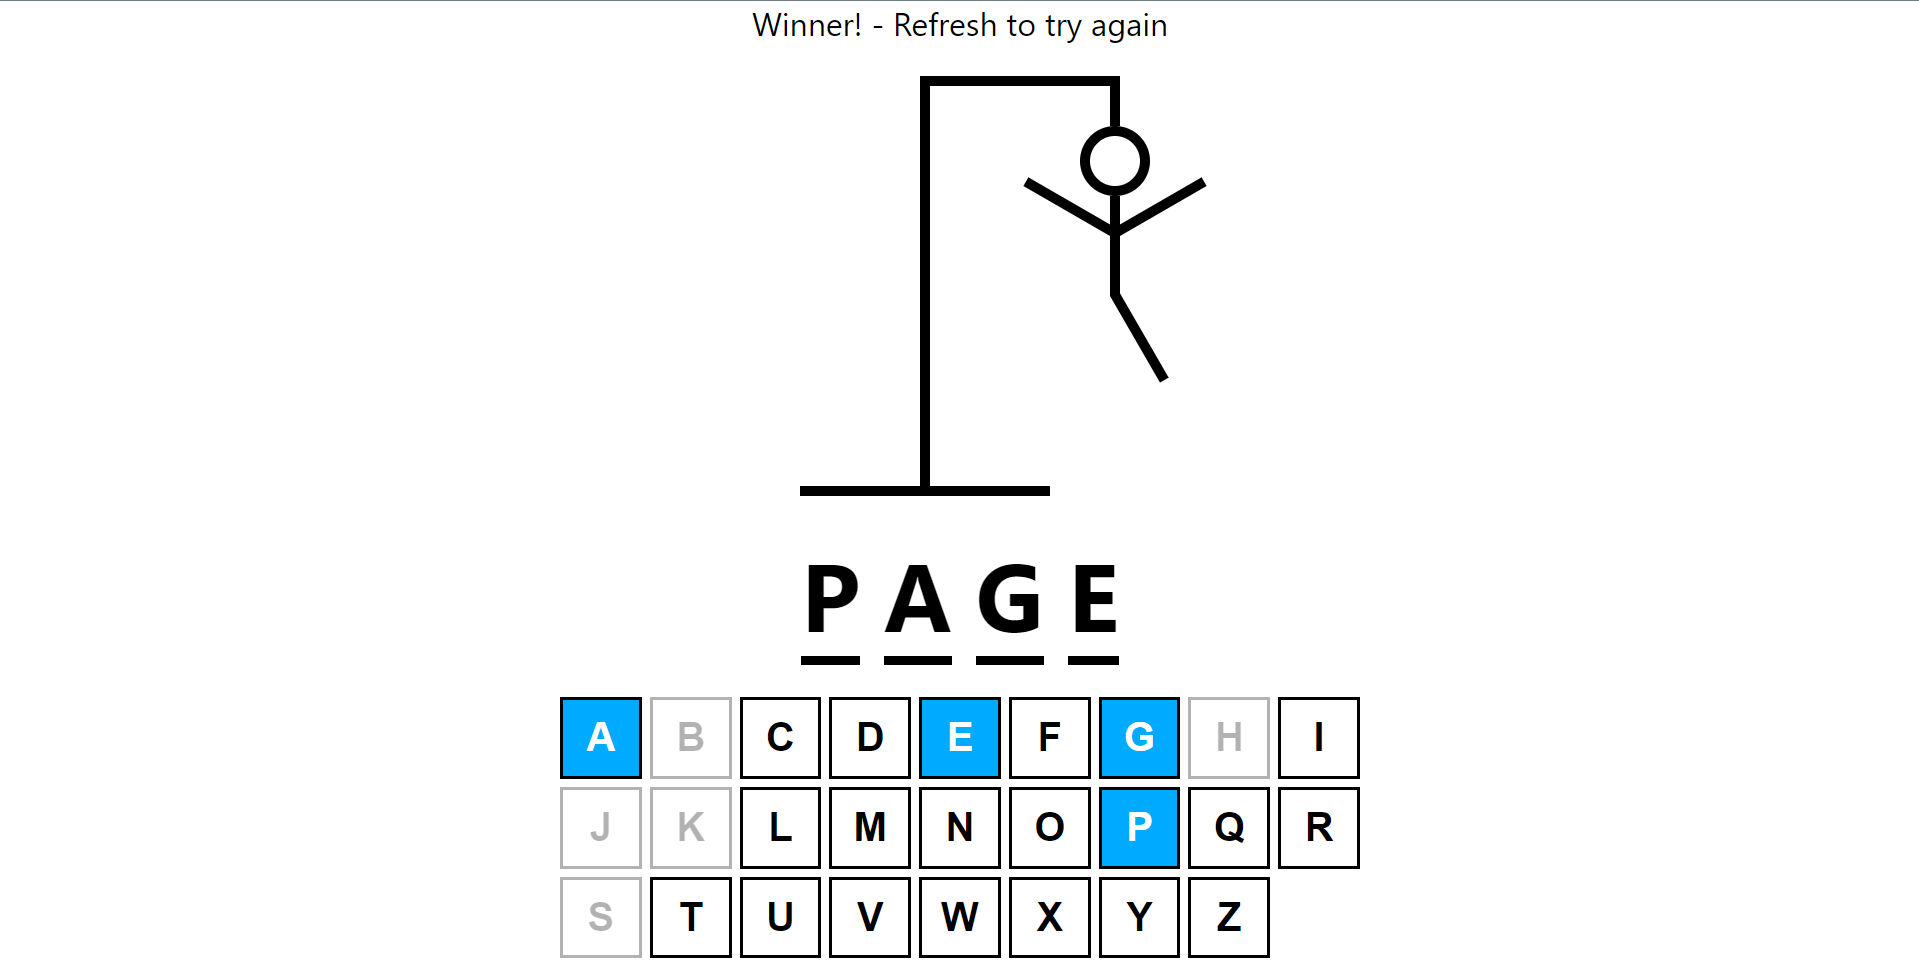 Winner! - Refresh to try again
P A G E
A B C D E F G H I
J K L M N O P Q R
S T U V W X Y Z